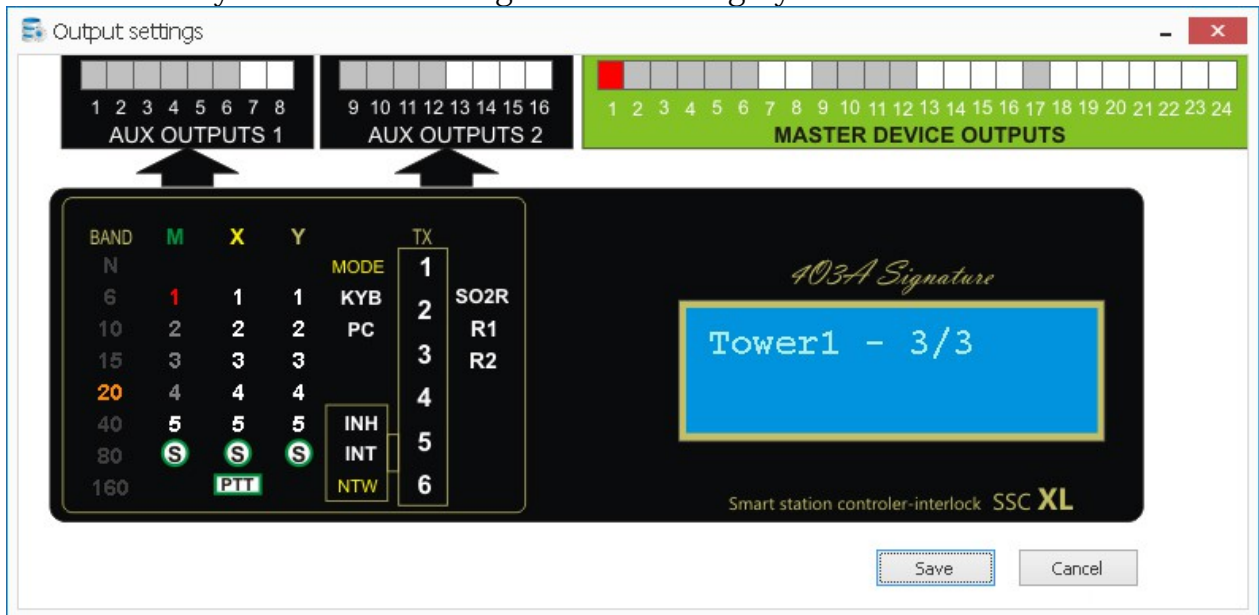 Output settings
1 2 3 4 5 6 7 8
AUX OUTPUTS 1
9 10 11 12 13 14 15 16
AUX OUTPUTS 2
1 2 3 4 5 6 7 8 9 10 11 12 13 14 15 16 17 18 19 20 21 22 23 24
MASTER DEVICE OUTPUTS
BAND M X Y TX
N MODE 1
6 1 1 1 KYB 2 SO2R
10 2 2 2 PC R1
15 3 3 3 3 R2
20 4 4 4 4
40 5 5 5 INH
80 S S S INT 5
160 PTT NTW 6
403A Signature
Tower1 - 3/3
Smart station controler-interlock SSC XL
Save Cancel